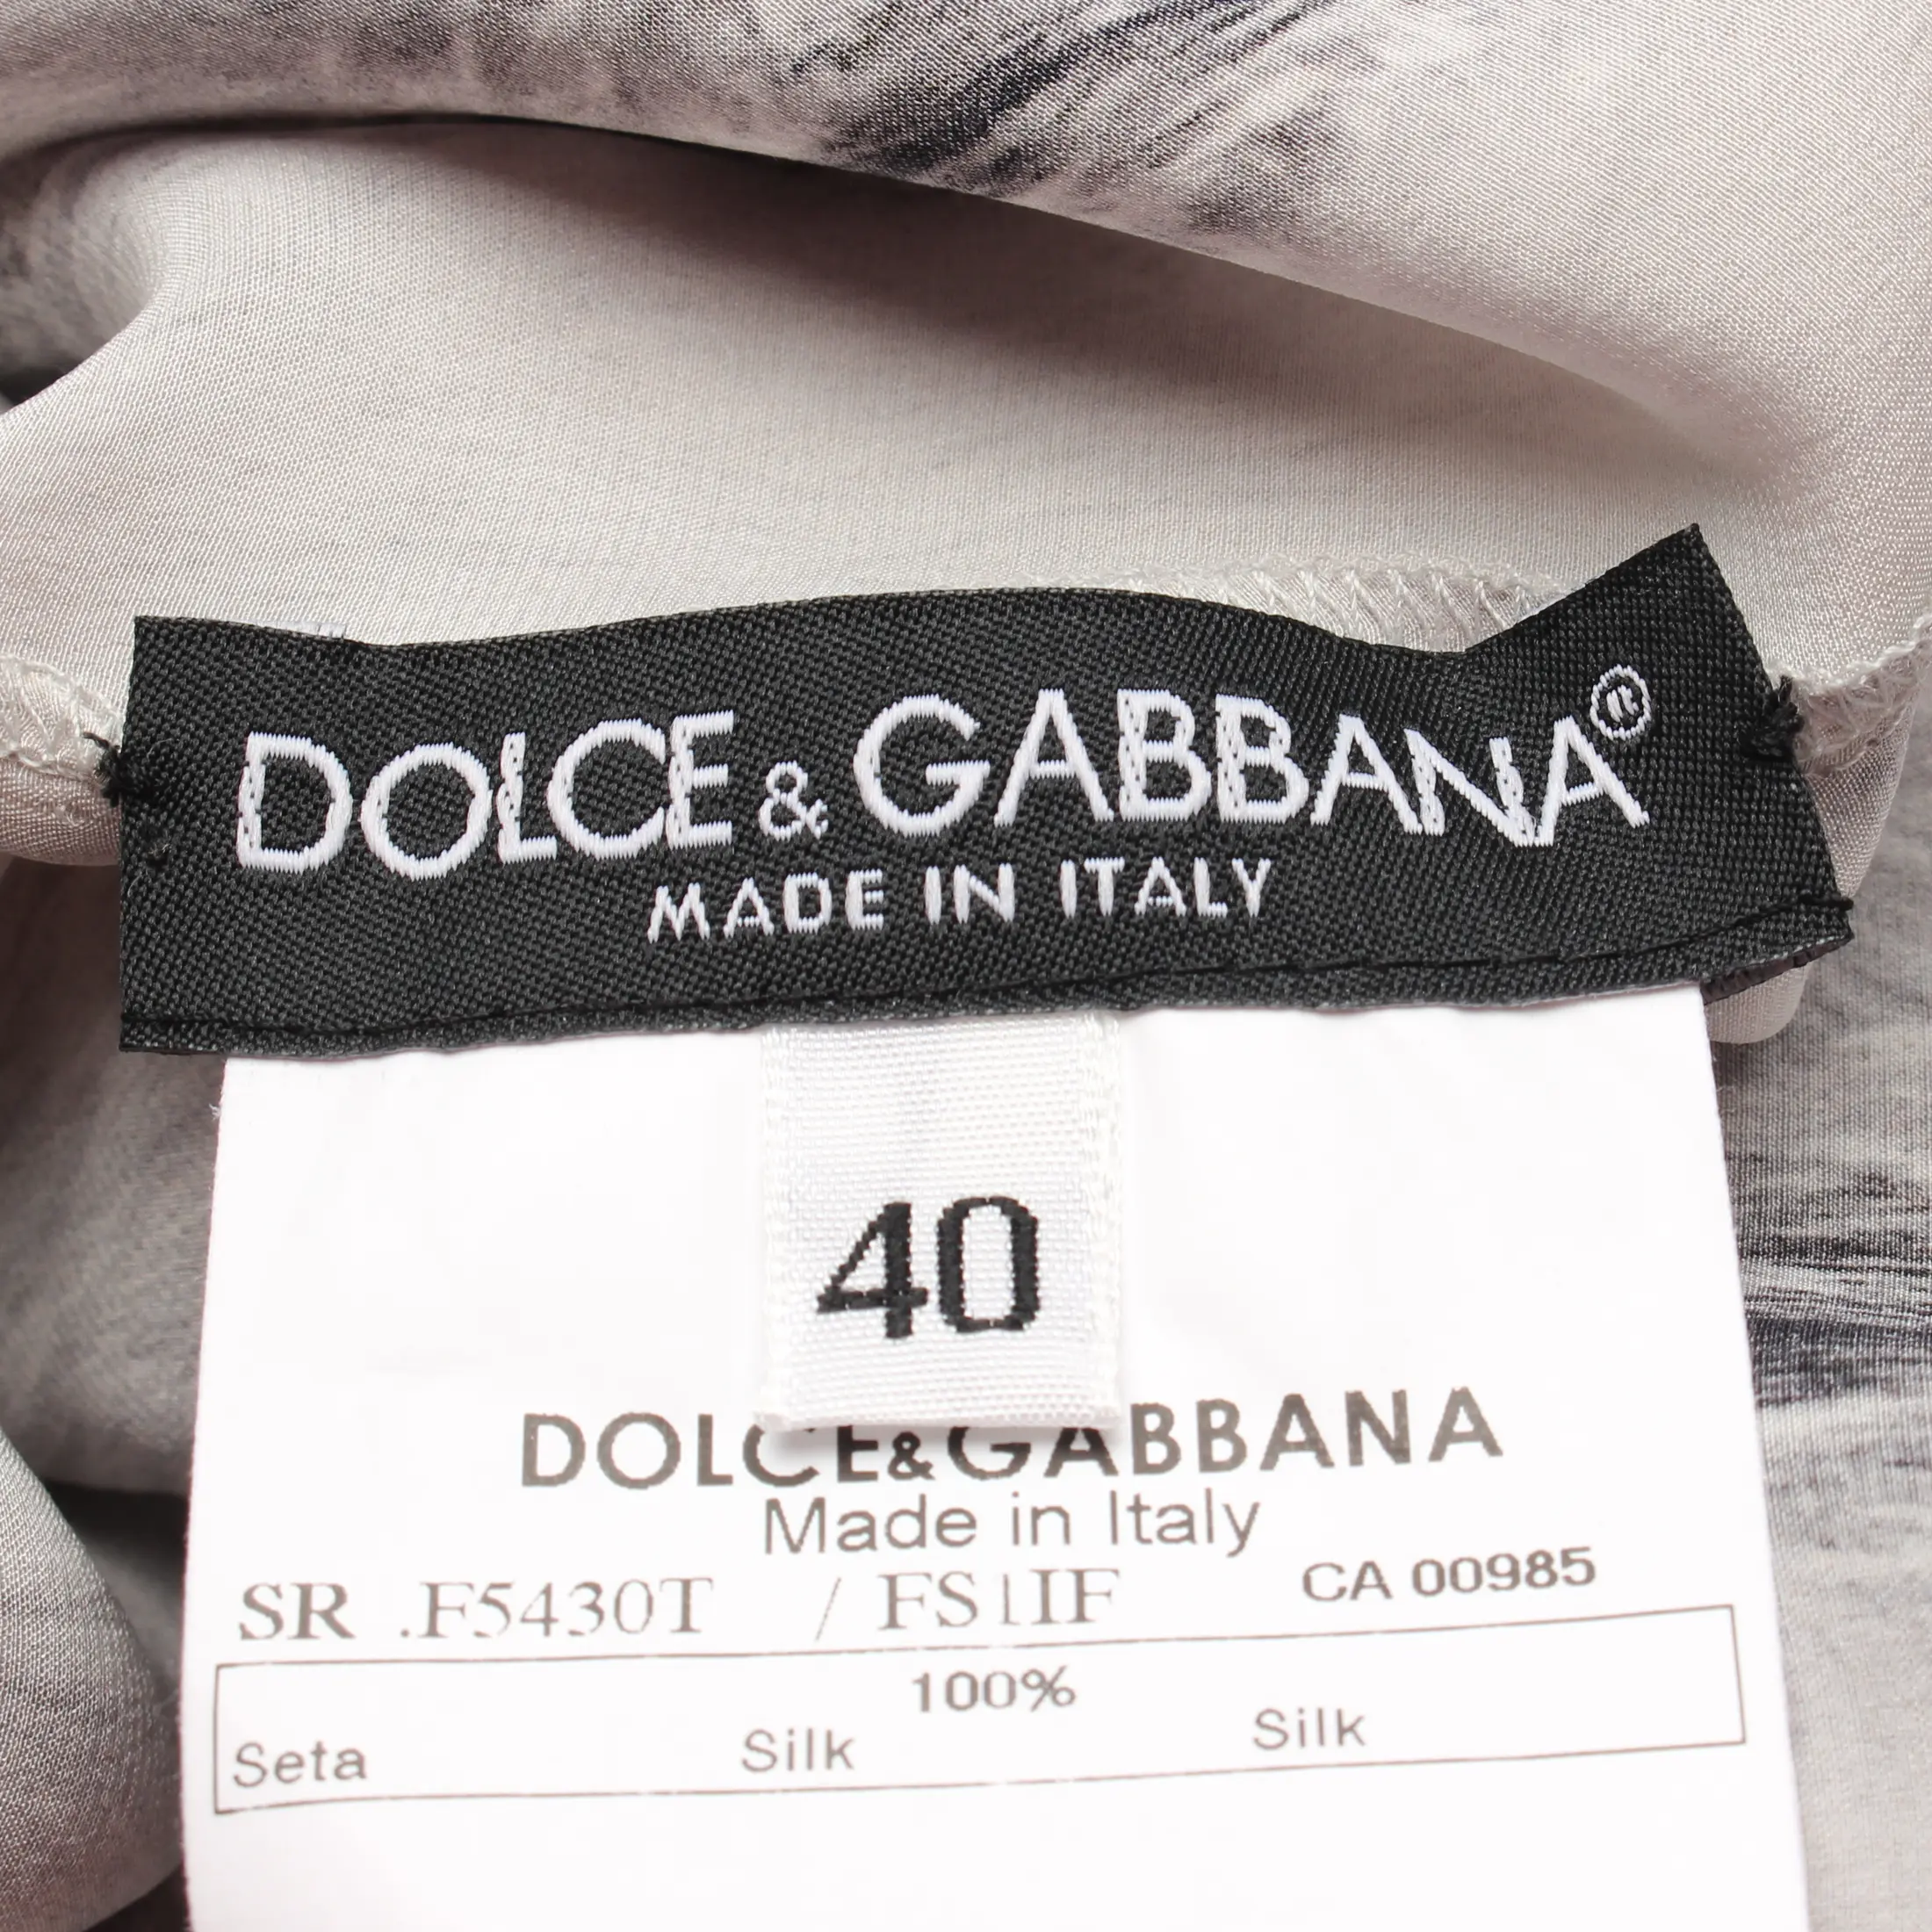 DOLCE & GABBANA®
MADE IN ITALY
40
DOLCE&GABBANA
Made in Italy
SR .F5430T / FS1IF CA 00985
100%
Seta Silk Silk